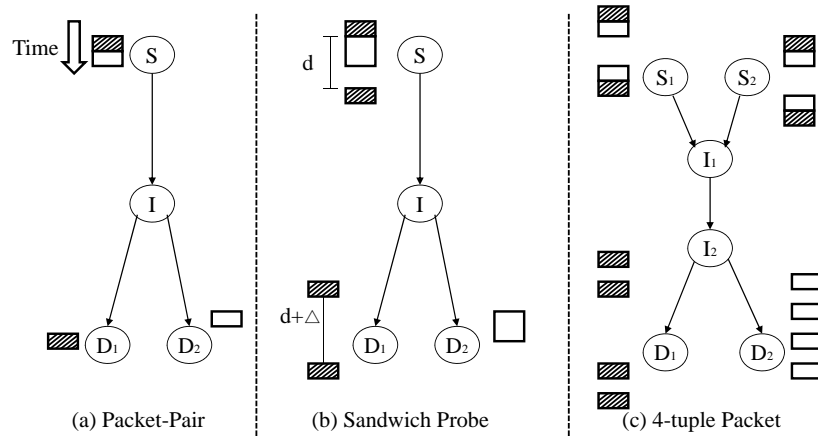 Time
S
I
D1
D2
(a) Packet-Pair
d
S
I
d+△
D1
D2
(b) Sandwich Probe
S1
S2
I1
I2
D1
D2
(c) 4-tuple Packet